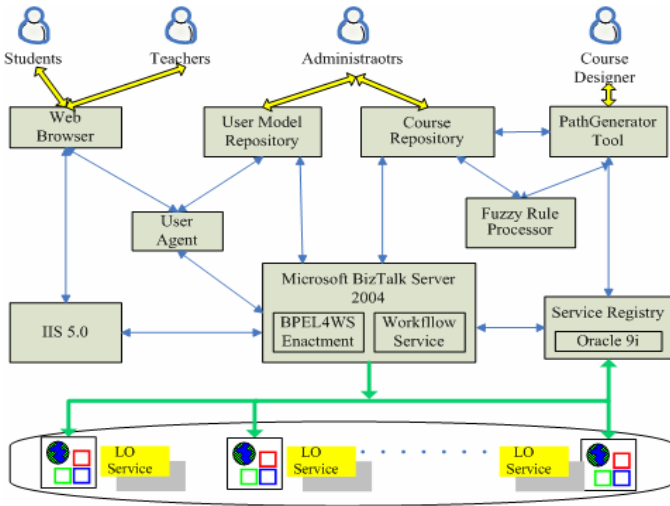 Students
Teachers
Administraotrs
Course
Designer
Web
Browser
User Model
Repository
Course
Repository
PathGenerator
Tool
User
Agent
Fuzzy Rule
Processor
Microsoft BizTalk Server
2004
BPEL4WS
Enactment
Workfllow
Service
IIS 5.0
Service Registry
Oracle 9i
LO
Service
LO
Service
LO
Service